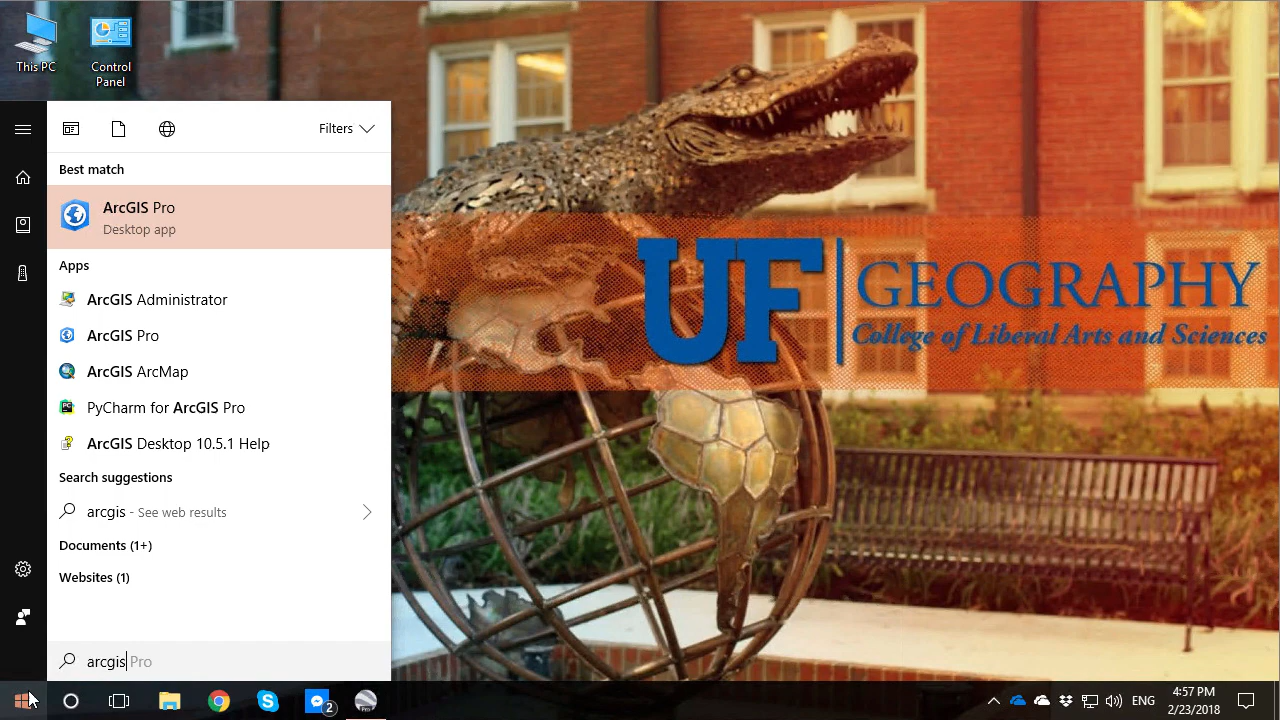 This PC
Control
Panel
Filters
Best match
ArcGIS Pro
Desktop app
Apps
ArcGIS Administrator
ArcGIS Pro
ArcGIS ArcMap
PyCharm for ArcGIS Pro
ArcGIS Desktop 10.5.1 Help
Search suggestions
arcgis - See web results
Documents (1+)
Websites (1)
arcgis Pro
UF GEOGRAPHY
College of Liberal Arts and Sciences
2
Pro
ENG
4:57 PM
2/23/2018